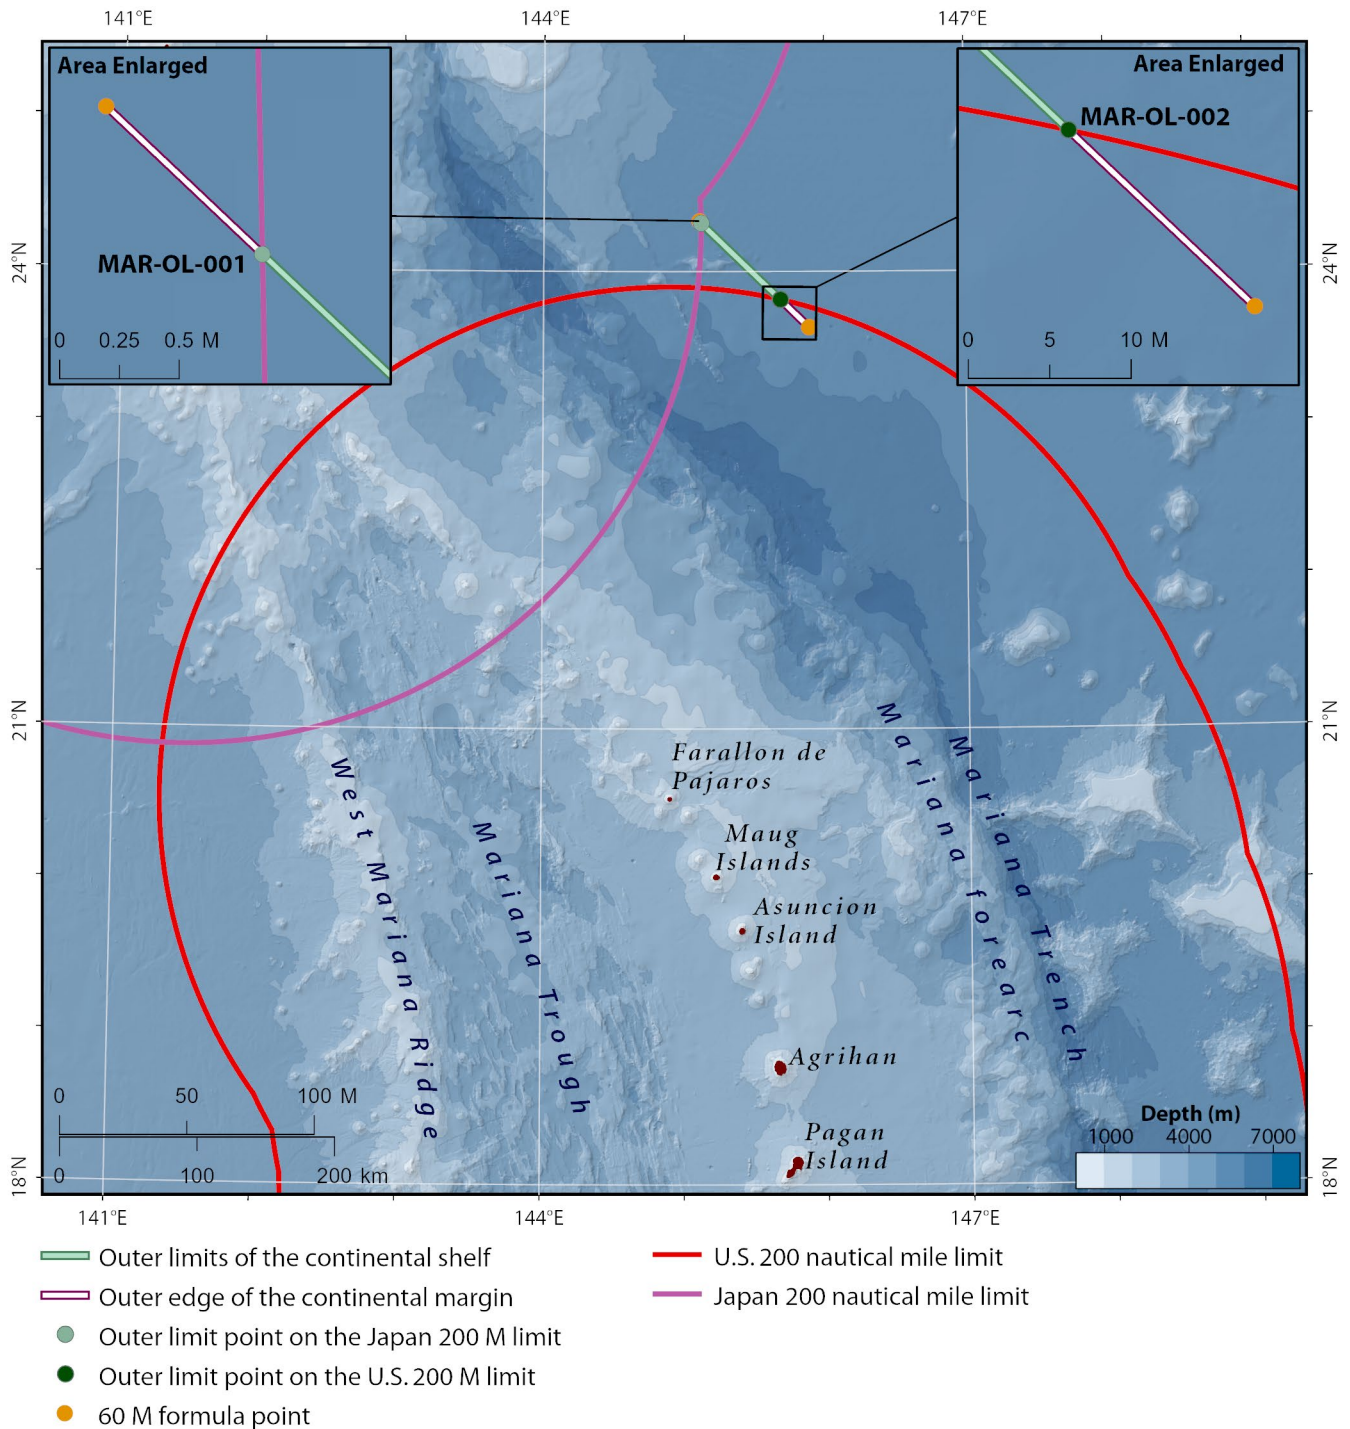 141°E 144°E 147°E
Area Enlarged
MAR-OL-001
0 0.25 0.5 M
Area Enlarged
MAR-OL-002
0 5 10 M
24°N
24°N
21°N
21°N
Farallon de
Pajaros
Maug
Islands
Asuncion
Island
Agrihan
Pagan
Island
West Mariana Ridge
Mariana Trough
Mariana forearc
Mariana Trench
0 50 100 M
0 100 200 km
Depth (m)
1000 4000 7000
18°N
18°N
141°E 144°E 147°E
Outer limits of the continental shelf
Outer edge of the continental margin
Outer limit point on the Japan 200 M limit
Outer limit point on the U.S. 200 M limit
60 M formula point
U.S. 200 nautical mile limit
Japan 200 nautical mile limit